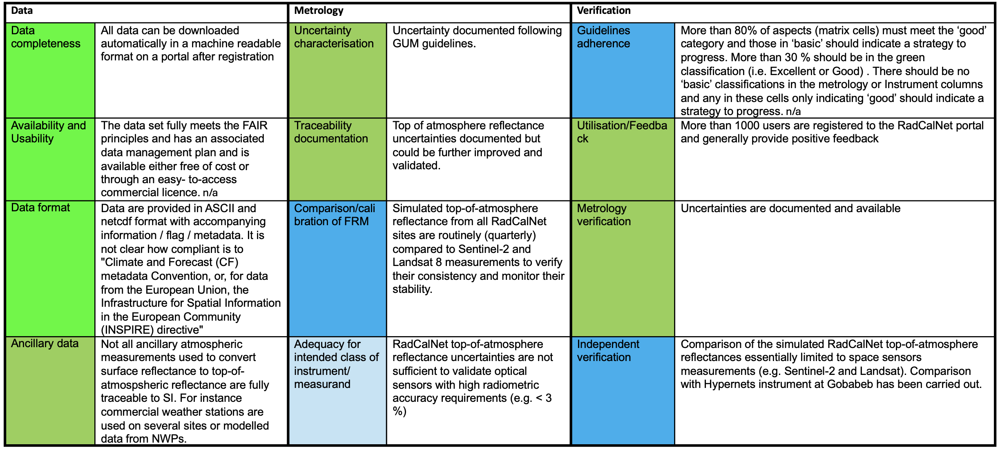 Data
Metrology
Verification
Data
completeness
All data can be downloaded
automatically in a machine readable
format on a portal after registration
Uncertainty
characterisation
Uncertainty documented following
GUM guidelines.
Guidelines
adherence
More than 80% of aspects (matrix cells) must meet the ‘good’
category and those in ‘basic’ should indicate a strategy to
progress. More than 30 % should be in the green
classification (i.e. Excellent or Good) . There should be no
‘basic’ classifications in the metrology or Instrument columns
and any in these cells only indicating ‘good’ should indicate a
strategy to progress. n/a
Availability and
Usability
The data set fully meets the FAIR
principles and has an associated
data management plan and is
available either free of cost or
through an easy- to-access
commercial licence. n/a
Traceability
documentation
Top of atmosphere reflectance
uncertainties documented but
could be further improved and
validated.
Utilisation/Feedba
ck
More than 1000 users are registered to the RadCalNet portal
and generally provide positive feedback
Data format
Data are provided in ASCII and
netcdf format with accompanying
information / flag / metadata. It is
not clear how compliant is to
"Climate and Forecast (CF)
metadata Convention, or, for data
from the European Union, the
Infrastructure for Spatial Information
in the European Community
(INSPIRE) directive"
Comparison/cali
bration of FRM
Simulated top-of-atmosphere
reflectance from all RadCalNet
sites are routinely (quarterly)
compared to Sentinel-2 and
Landsat 8 measurements to verify
their consistency and monitor their
stability.
Metrology
verification
Uncertainties are documented and available
Ancillary data
Not all ancillary atmospheric
measurements used to convert
surface reflectance to top-of-
atmospsheric reflectance are fully
traceable to SI. For instance
commercial weather stations are
used on several sites or modelled
data from NWPs.
Adequacy for
intended class of
instrument/
measurand
RadCalNet top-of-atmosphere
reflectance uncertainties are not
sufficient to validate optical
sensors with high radiometric
accuracy requirements (e.g. < 3
%)
Independent
verification
Comparison of the simulated RadCalNet top-of-atmosphere
reflectances essentially limited to space sensors
measurements (e.g. Sentinel-2 and Landsat). Comparison
with Hypernets instrument at Gobabeb has been carried out.